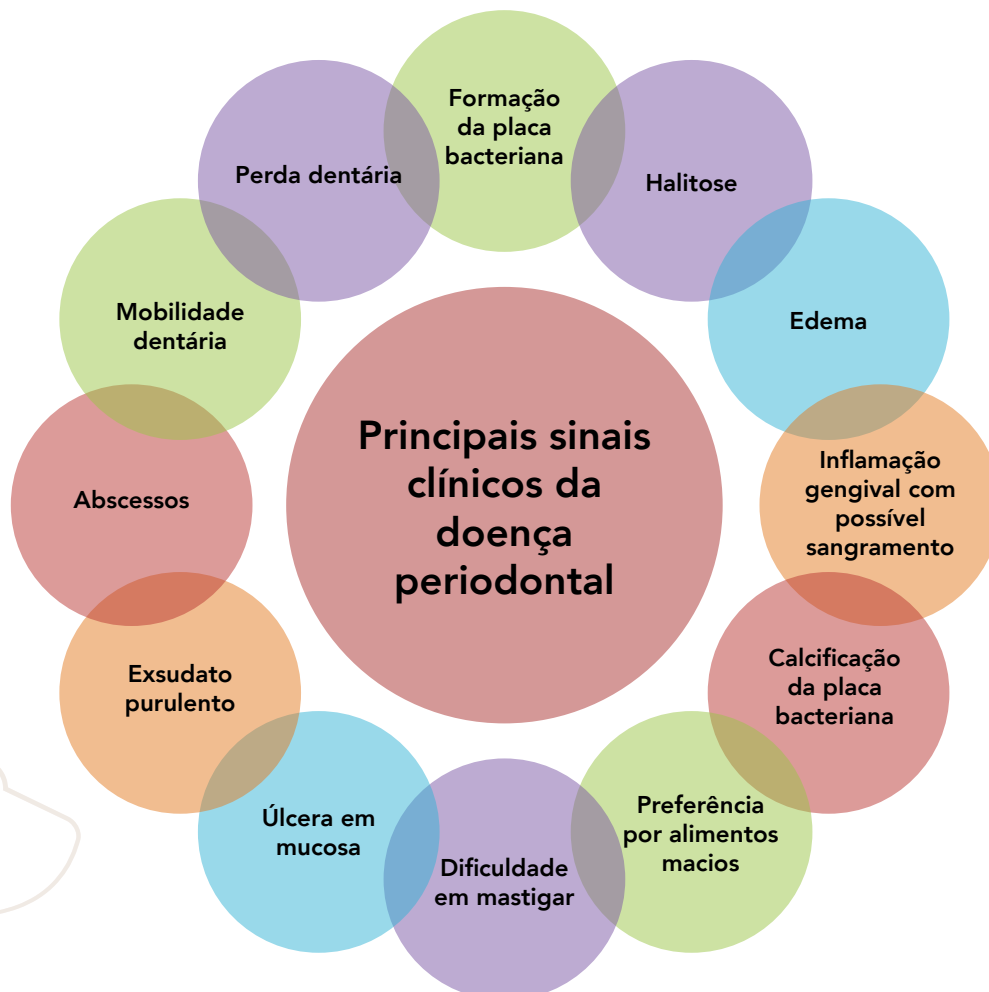 Principais sinais
clínicos da
doença
periodontal
Formação
da placa
bacteriana
Halitose
Edema
Inflamação
gengival com
possível
sangramento
Calcificação
da placa
bacteriana
Preferência
por alimentos
macios
Dificuldade
em mastigar
Úlcera em
mucosa
Exsudato
purulento
Abscessos
Mobilidade
dentária
Perda dentária